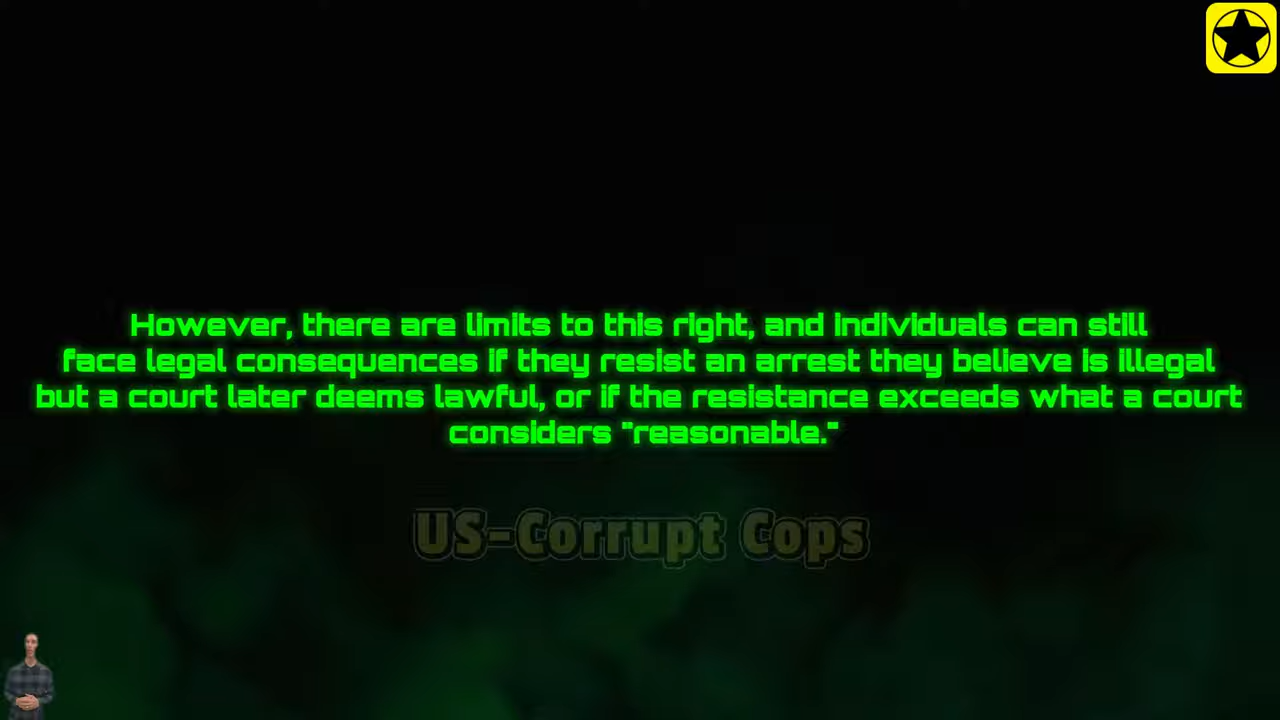 However, there are limits to this right, and individuals can still
face legal consequences if they resist an arrest they believe is illegal
but a court later deems lawful, or if the resistance exceeds what a court
considers "reasonable."
US-Corrupt Cops